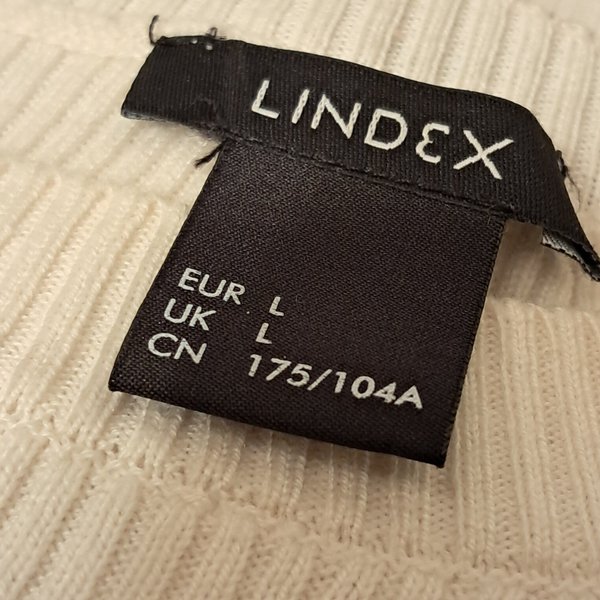 LINDEX
EUR L
UK L
CN 175/104A